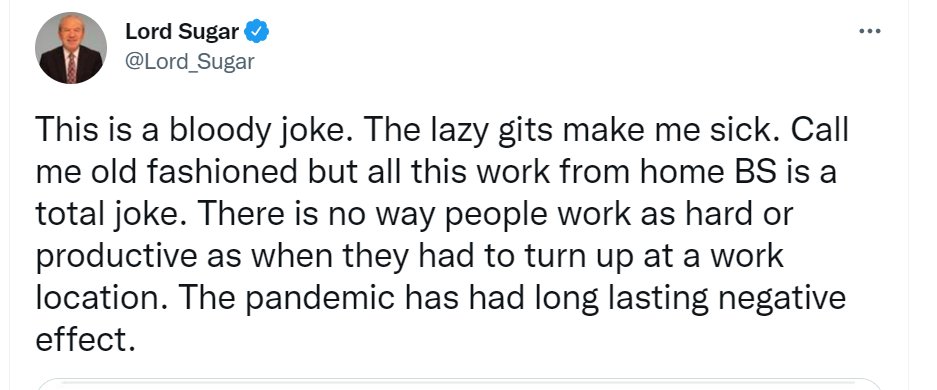 Lord Sugar
@Lord_Sugar
This is a bloody joke. The lazy gits make me sick. Call
me old fashioned but all this work from home BS is a
total joke. There is no way people work as hard or
productive as when they had to turn up at a work
location. The pandemic has had long lasting negative
effect.